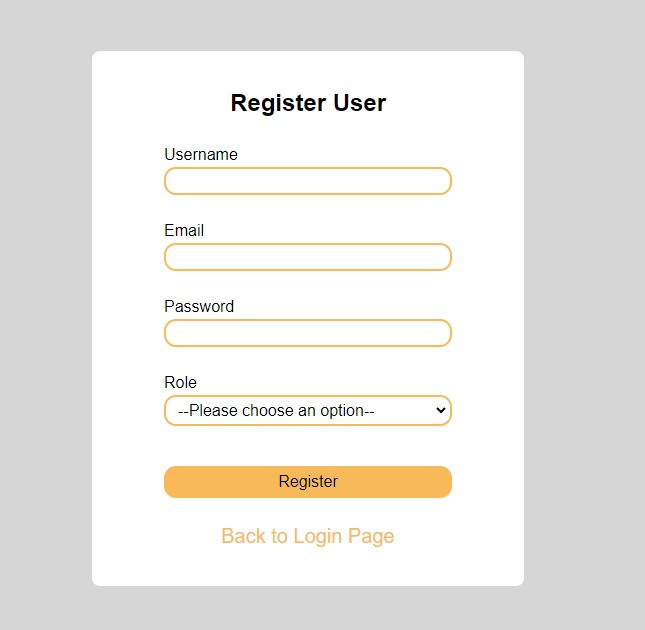 Register User
Username
Email
Password
Role
--Please choose an option--
Register
Back to Login Page